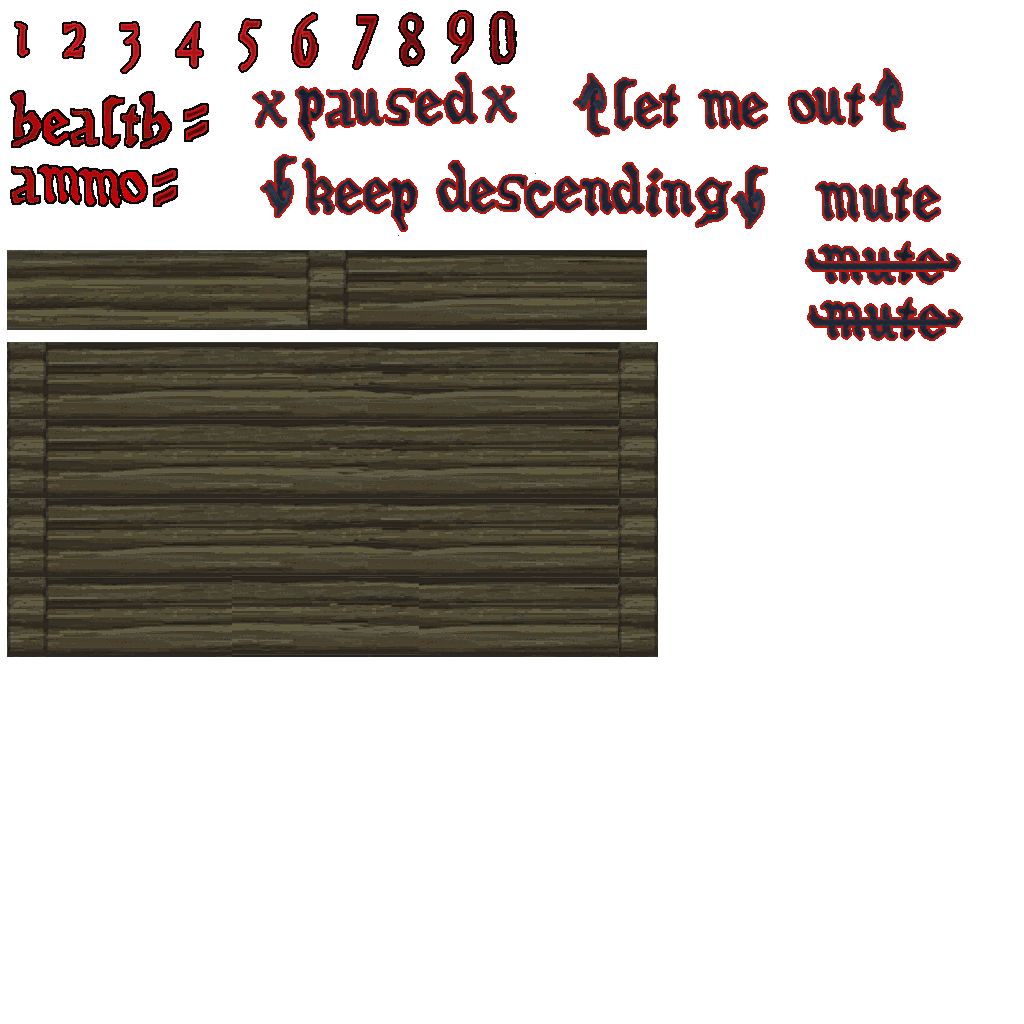 1 2 3 4 5 6 7 8 9 0
health =
x paused x
let me out
ammo =
keep descending
mute
mute
mute